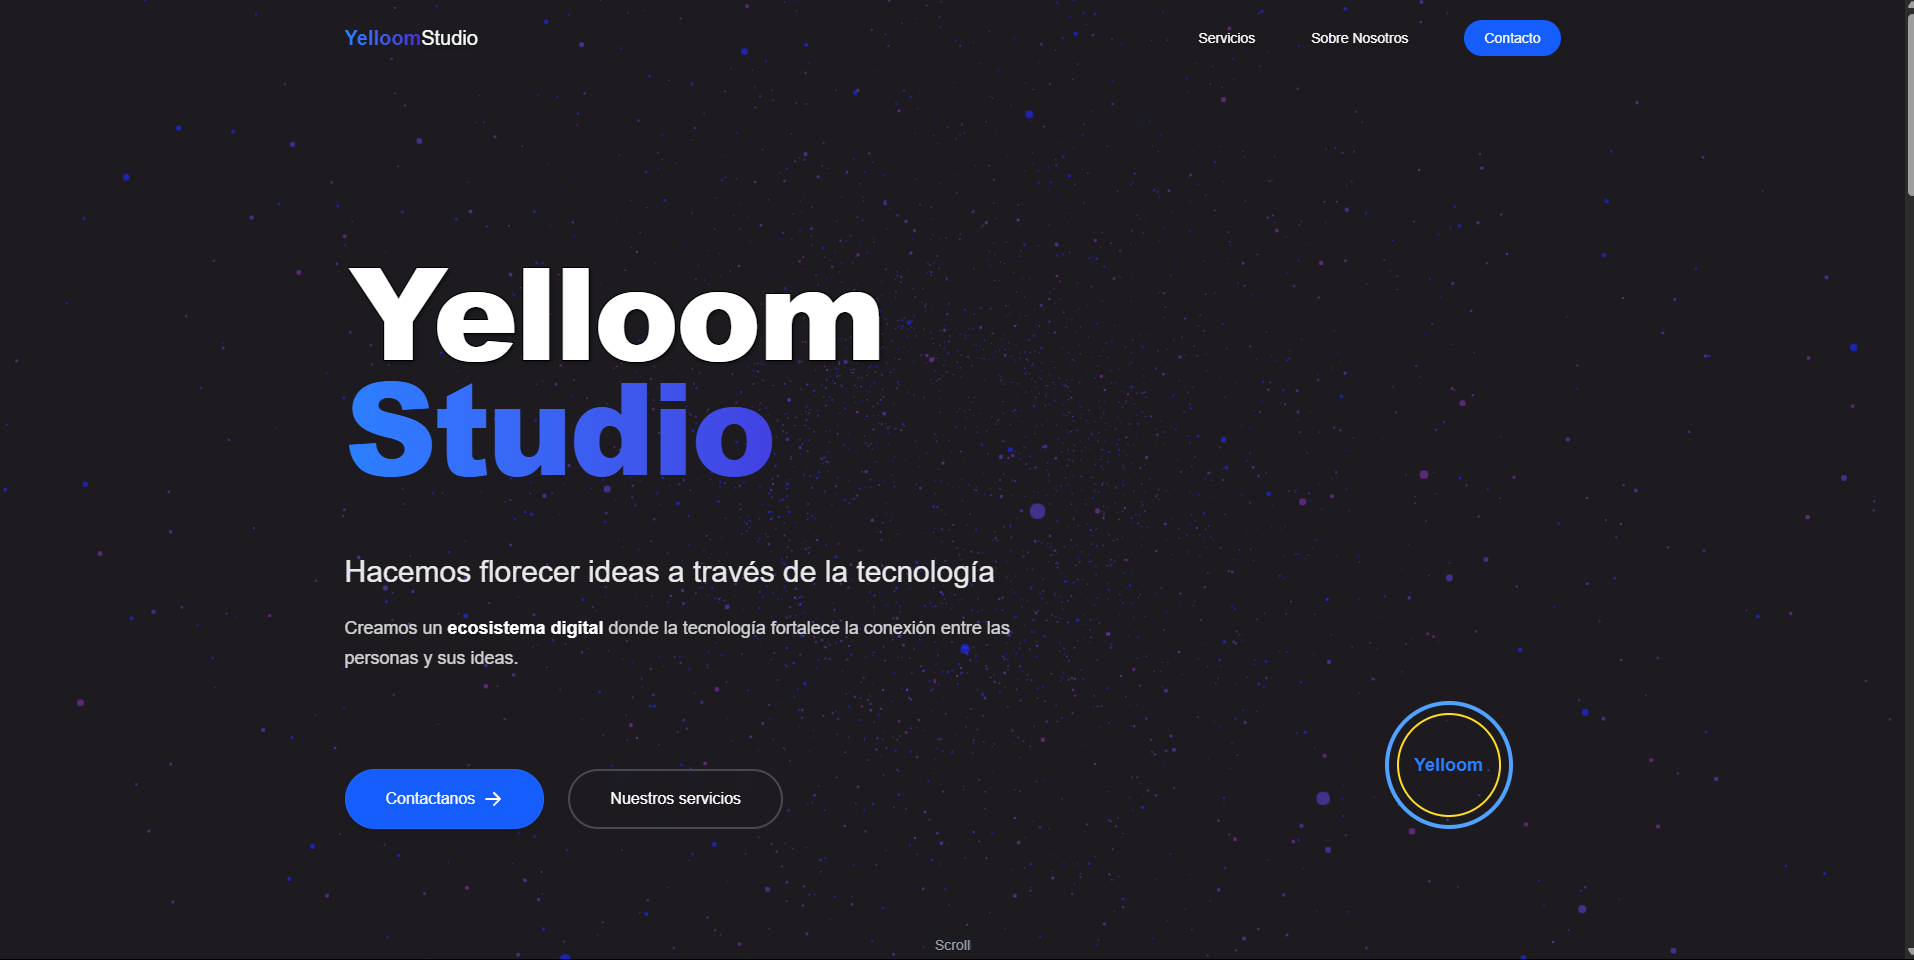 YelloomStudio
Servicios
Sobre Nosotros
Contacto
Yelloom
Studio
Hacemos florecer ideas a través de la tecnología
Creamos un ecosistema digital donde la tecnología fortalece la conexión entre las
personas y sus ideas.
Contactanos
Nuestros servicios
Yelloom
Scroll